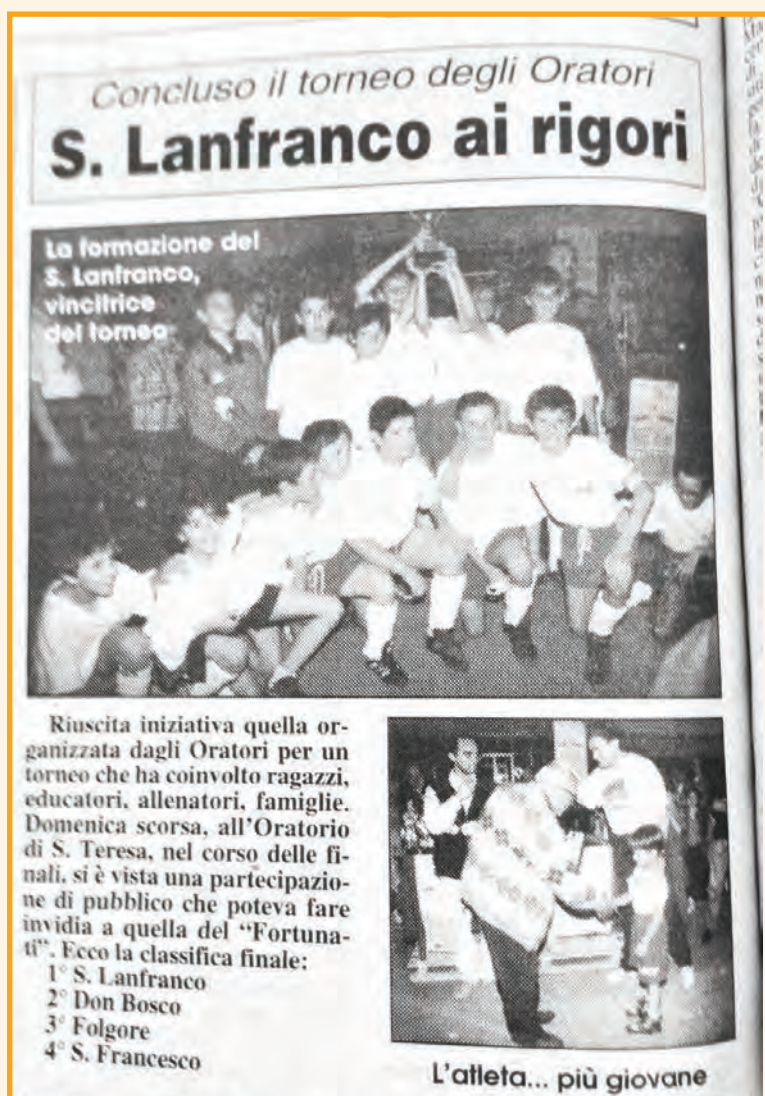 Concluso il torneo degli Oratori
S. Lanfranco ai rigori
La formazione del
S. Lanfranco,
vincitrice
del torneo
Riuscita iniziativa quella or-
ganizzata dagli Oratori per un
torneo che ha coinvolto ragazzi,
educatori, allenatori, famiglie.
Domenica scorsa, all'Oratorio
di S. Teresa, nel corso delle fi-
nali, si è vista una partecipazio-
ne di pubblico che poteva fare
invidia a quella del “Fortuna-
ti”. Ecco la classifica finale:
1° S. Lanfranco
2° Don Bosco
3° Folgore
4° S. Francesco
L'atleta... più giovane